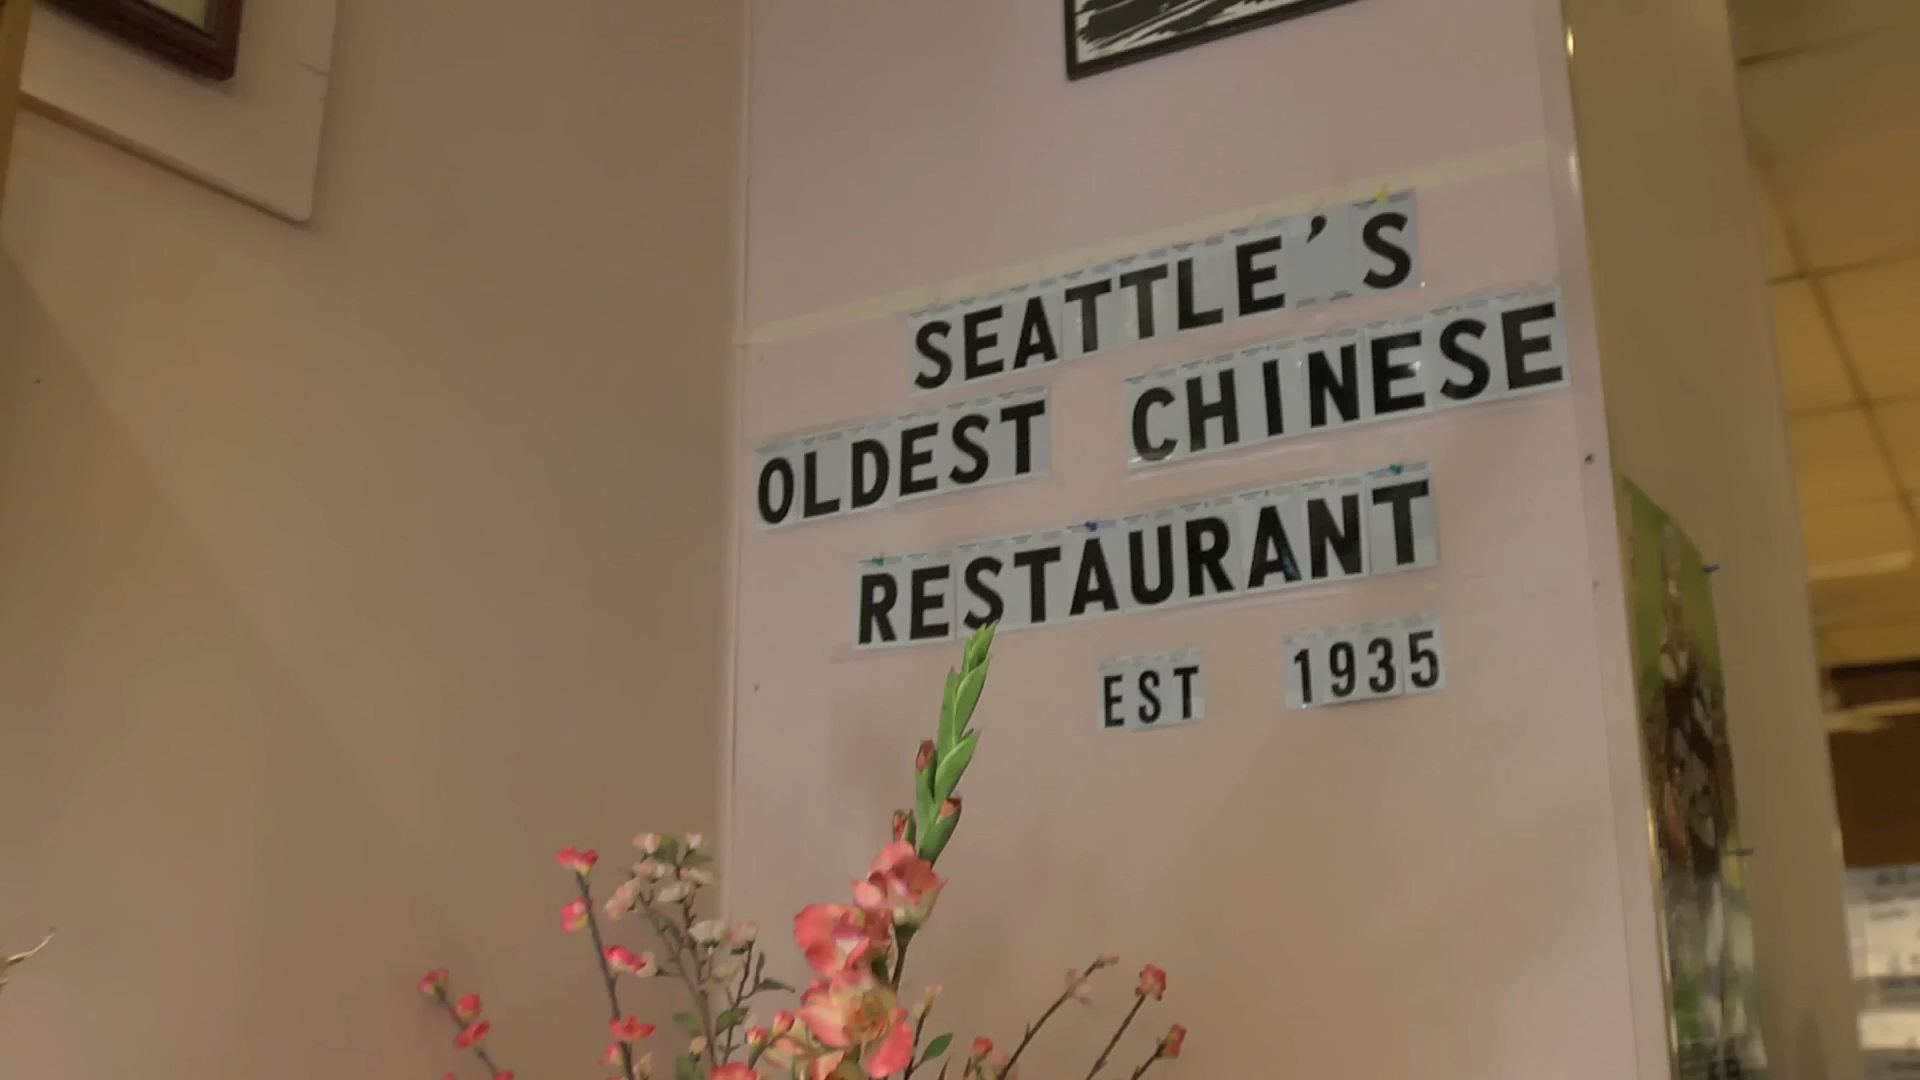 SEATTLE'S
OLDEST CHINESE
RESTAURANT
EST 1935